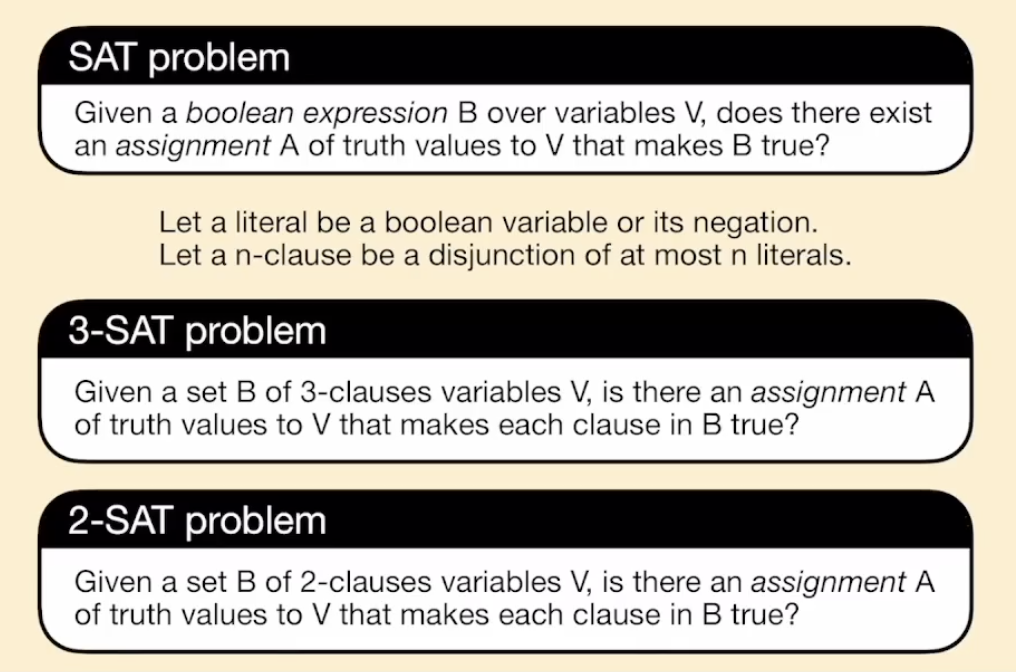 SAT problem
Given a boolean expression B over variables V, does there exist
an assignment A of truth values to V that makes B true?
Let a literal be a boolean variable or its negation.
Let a n-clause be a disjunction of at most n literals.
3-SAT problem
Given a set B of 3-clauses variables V, is there an assignment A
of truth values to V that makes each clause in B true?
2-SAT problem
Given a set B of 2-clauses variables V, is there an assignment A
of truth values to V that makes each clause in B true?